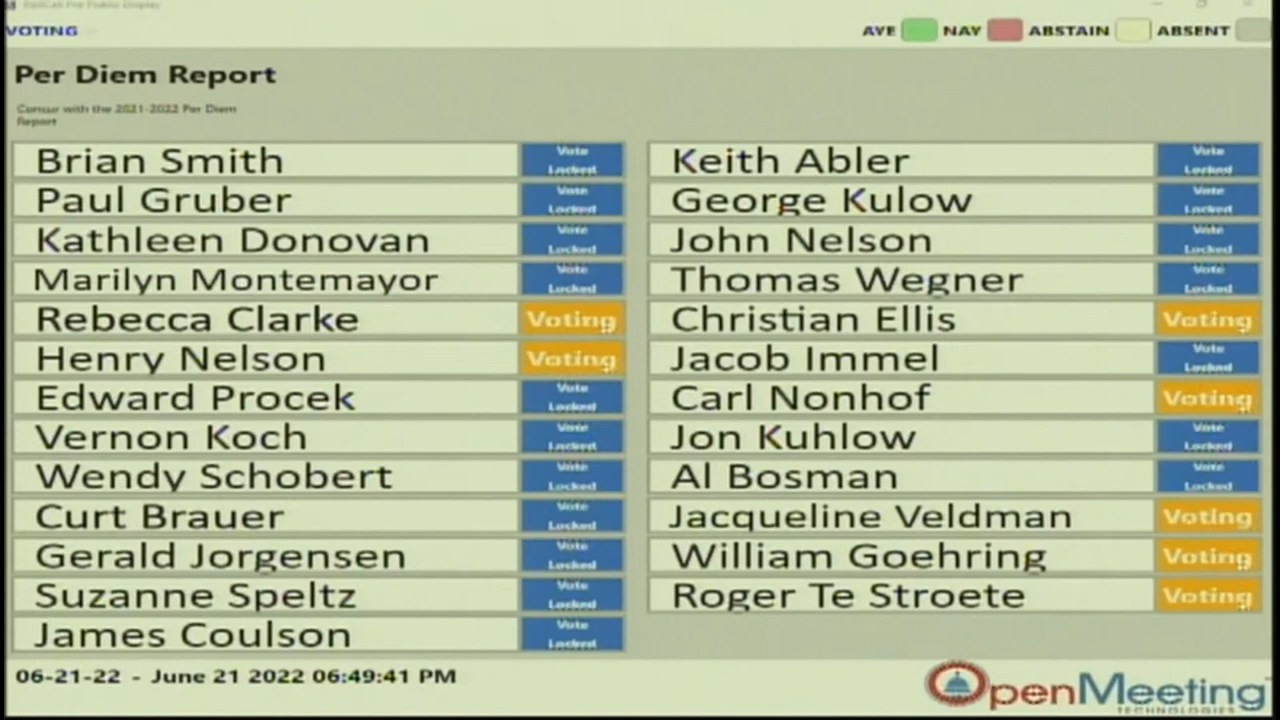 RollCall Pro Public Display
VOTING
AYE NAY ABSTAIN ABSENT
Per Diem Report
Concur with the 2021-2022 Per Diem
Report
Brian Smith Vote Locked
Paul Gruber Vote Locked
Kathleen Donovan Vote Locked
Marilyn Montemayor Vote Locked
Rebecca Clarke Voting
Henry Nelson Voting
Edward Procek Vote Locked
Vernon Koch Vote Locked
Wendy Schobert Vote Locked
Curt Brauer Vote Locked
Gerald Jorgensen Vote Locked
Suzanne Speltz Vote Locked
James Coulson Vote Locked
Keith Abler Vote Locked
George Kulow Vote Locked
John Nelson Vote Locked
Thomas Wegner Vote Locked
Christian Ellis Voting
Jacob Immel Vote Locked
Carl Nonhof Voting
Jon Kuhlow Vote Locked
Al Bosman Vote Locked
Jacqueline Veldman Voting
William Goehring Voting
Roger Te Stroete Voting
06-21-22 - June 21 2022 06:49:41 PM
OpenMeeting
TECHNOLOGIES